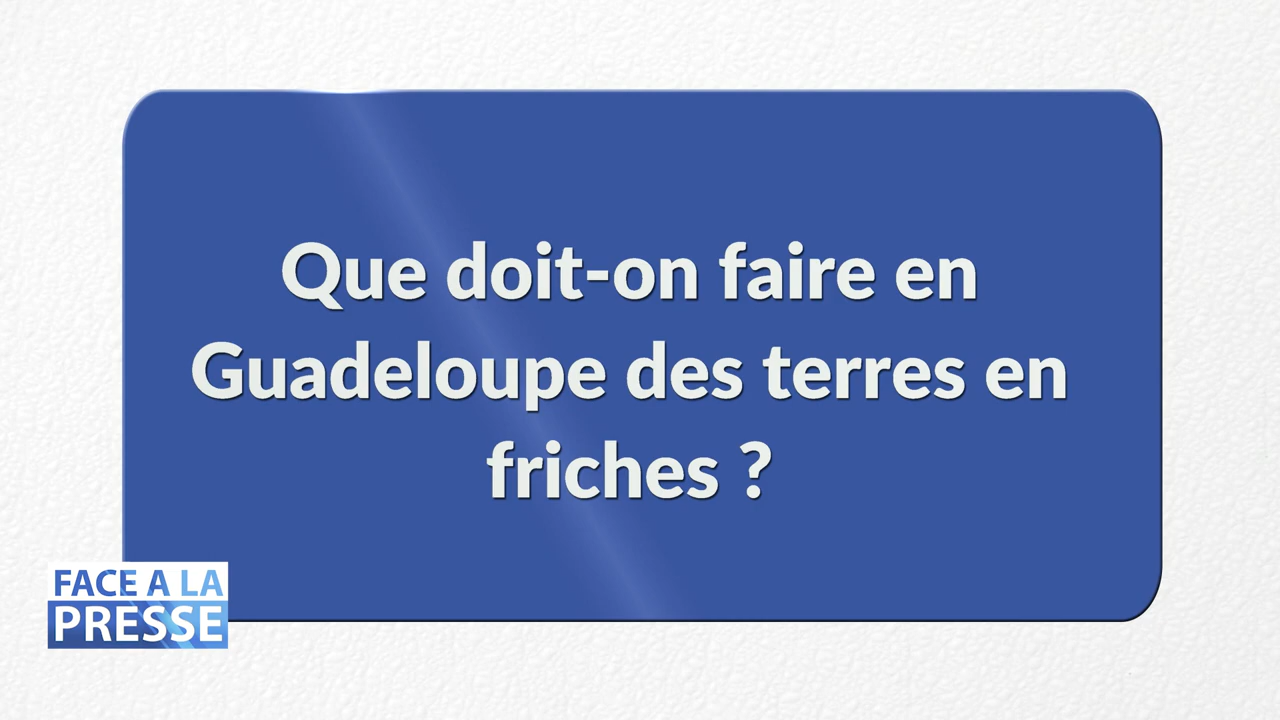 Que doit-on faire en
Guadeloupe des terres en
friches ?
FACE A LA
PRESSE